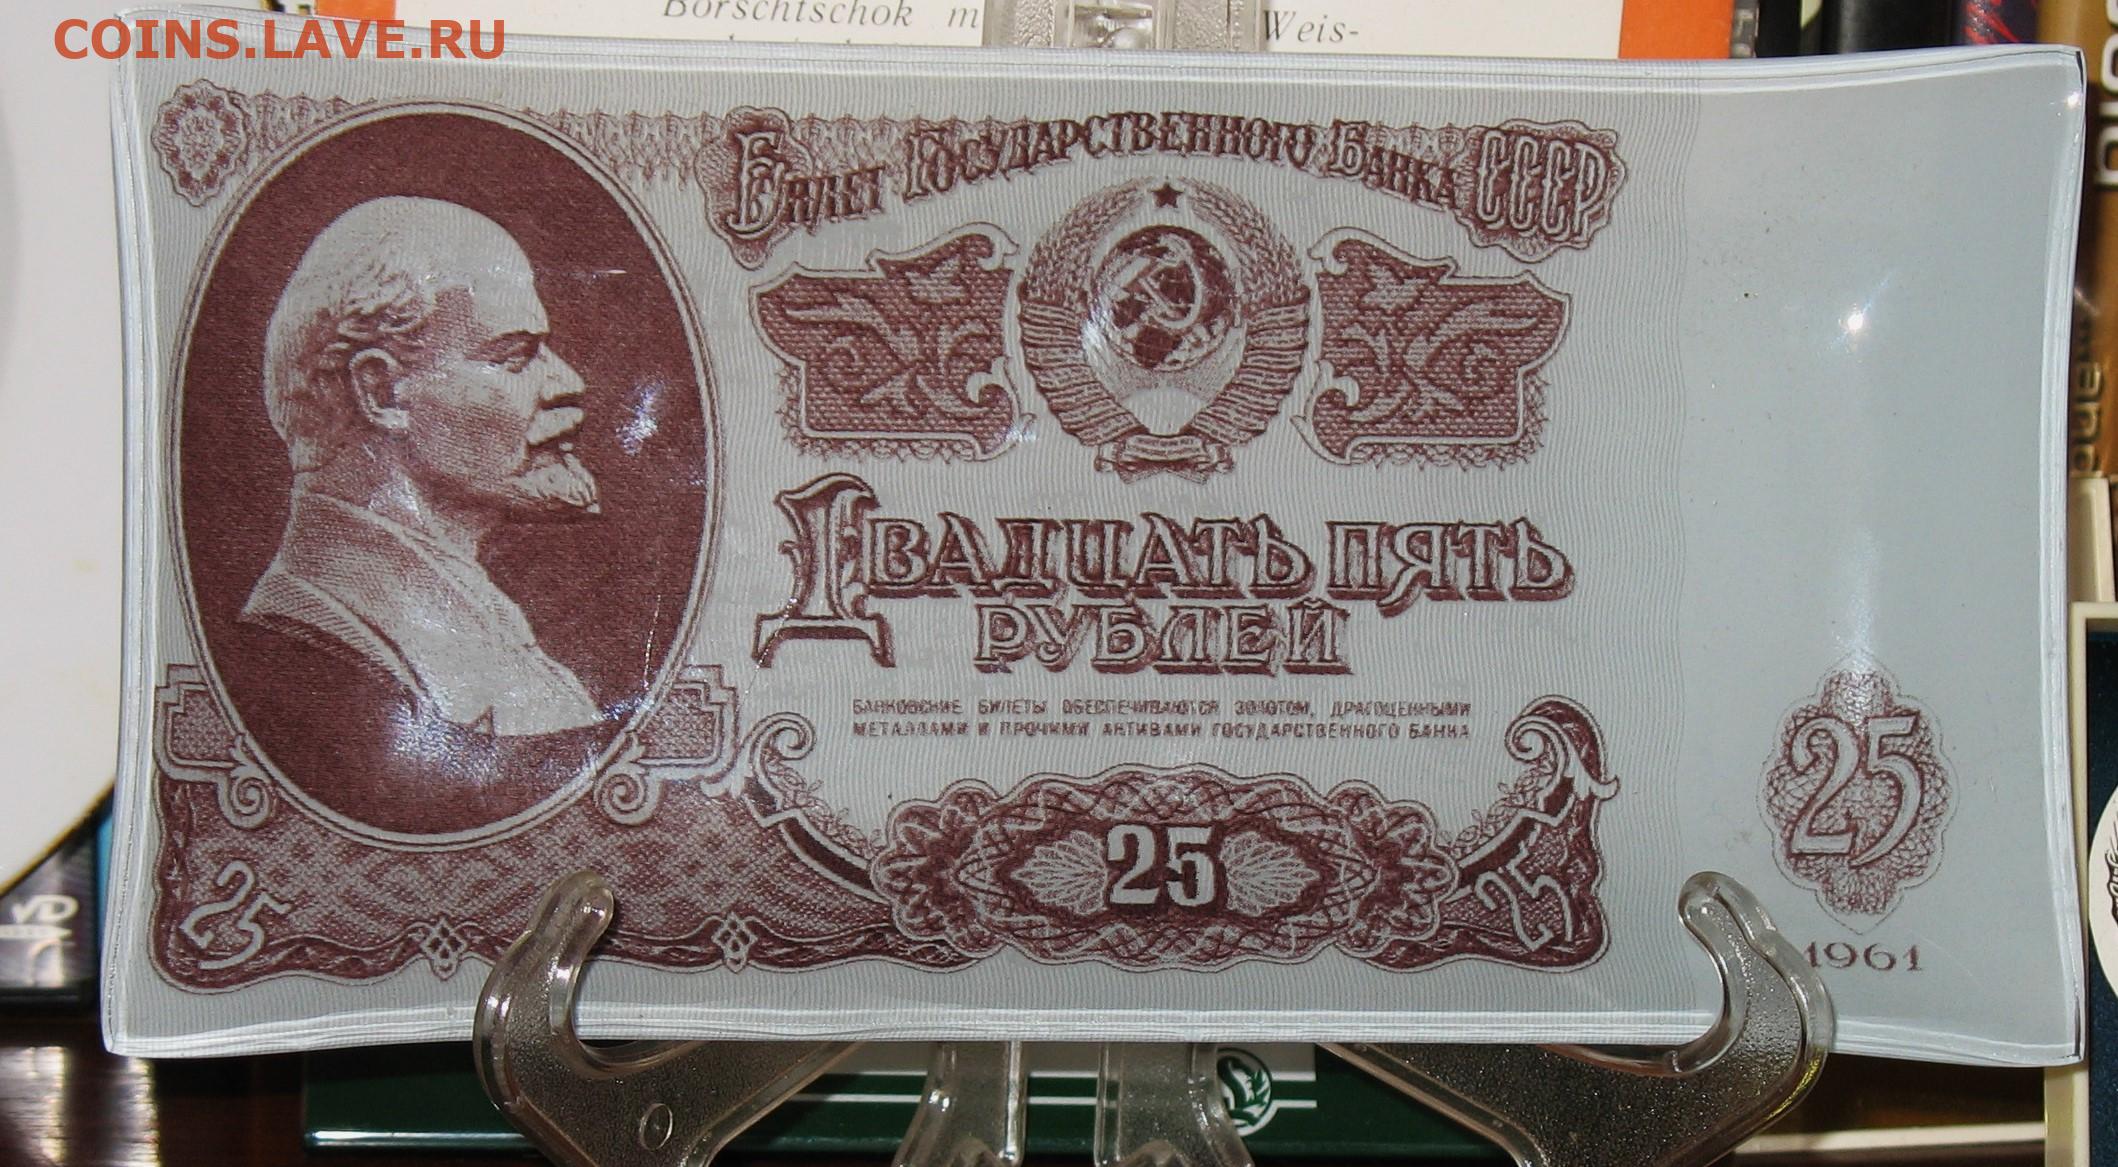 COINS.LAVE.RU
Borschtschok m
Weis-
Билет Государственного Банка СССР
Двадцать пять
рублей
БАНКОВСКИЕ БИЛЕТЫ ОБЕСПЕЧИВАЮТСЯ ЗОЛОТОМ, ДРАГОЦЕННЫМИ
МЕТАЛЛАМИ И ПРОЧИМИ АКТИВАМИ ГОСУДАРСТВЕННОГО БАНКА
25
25
25
25
1961